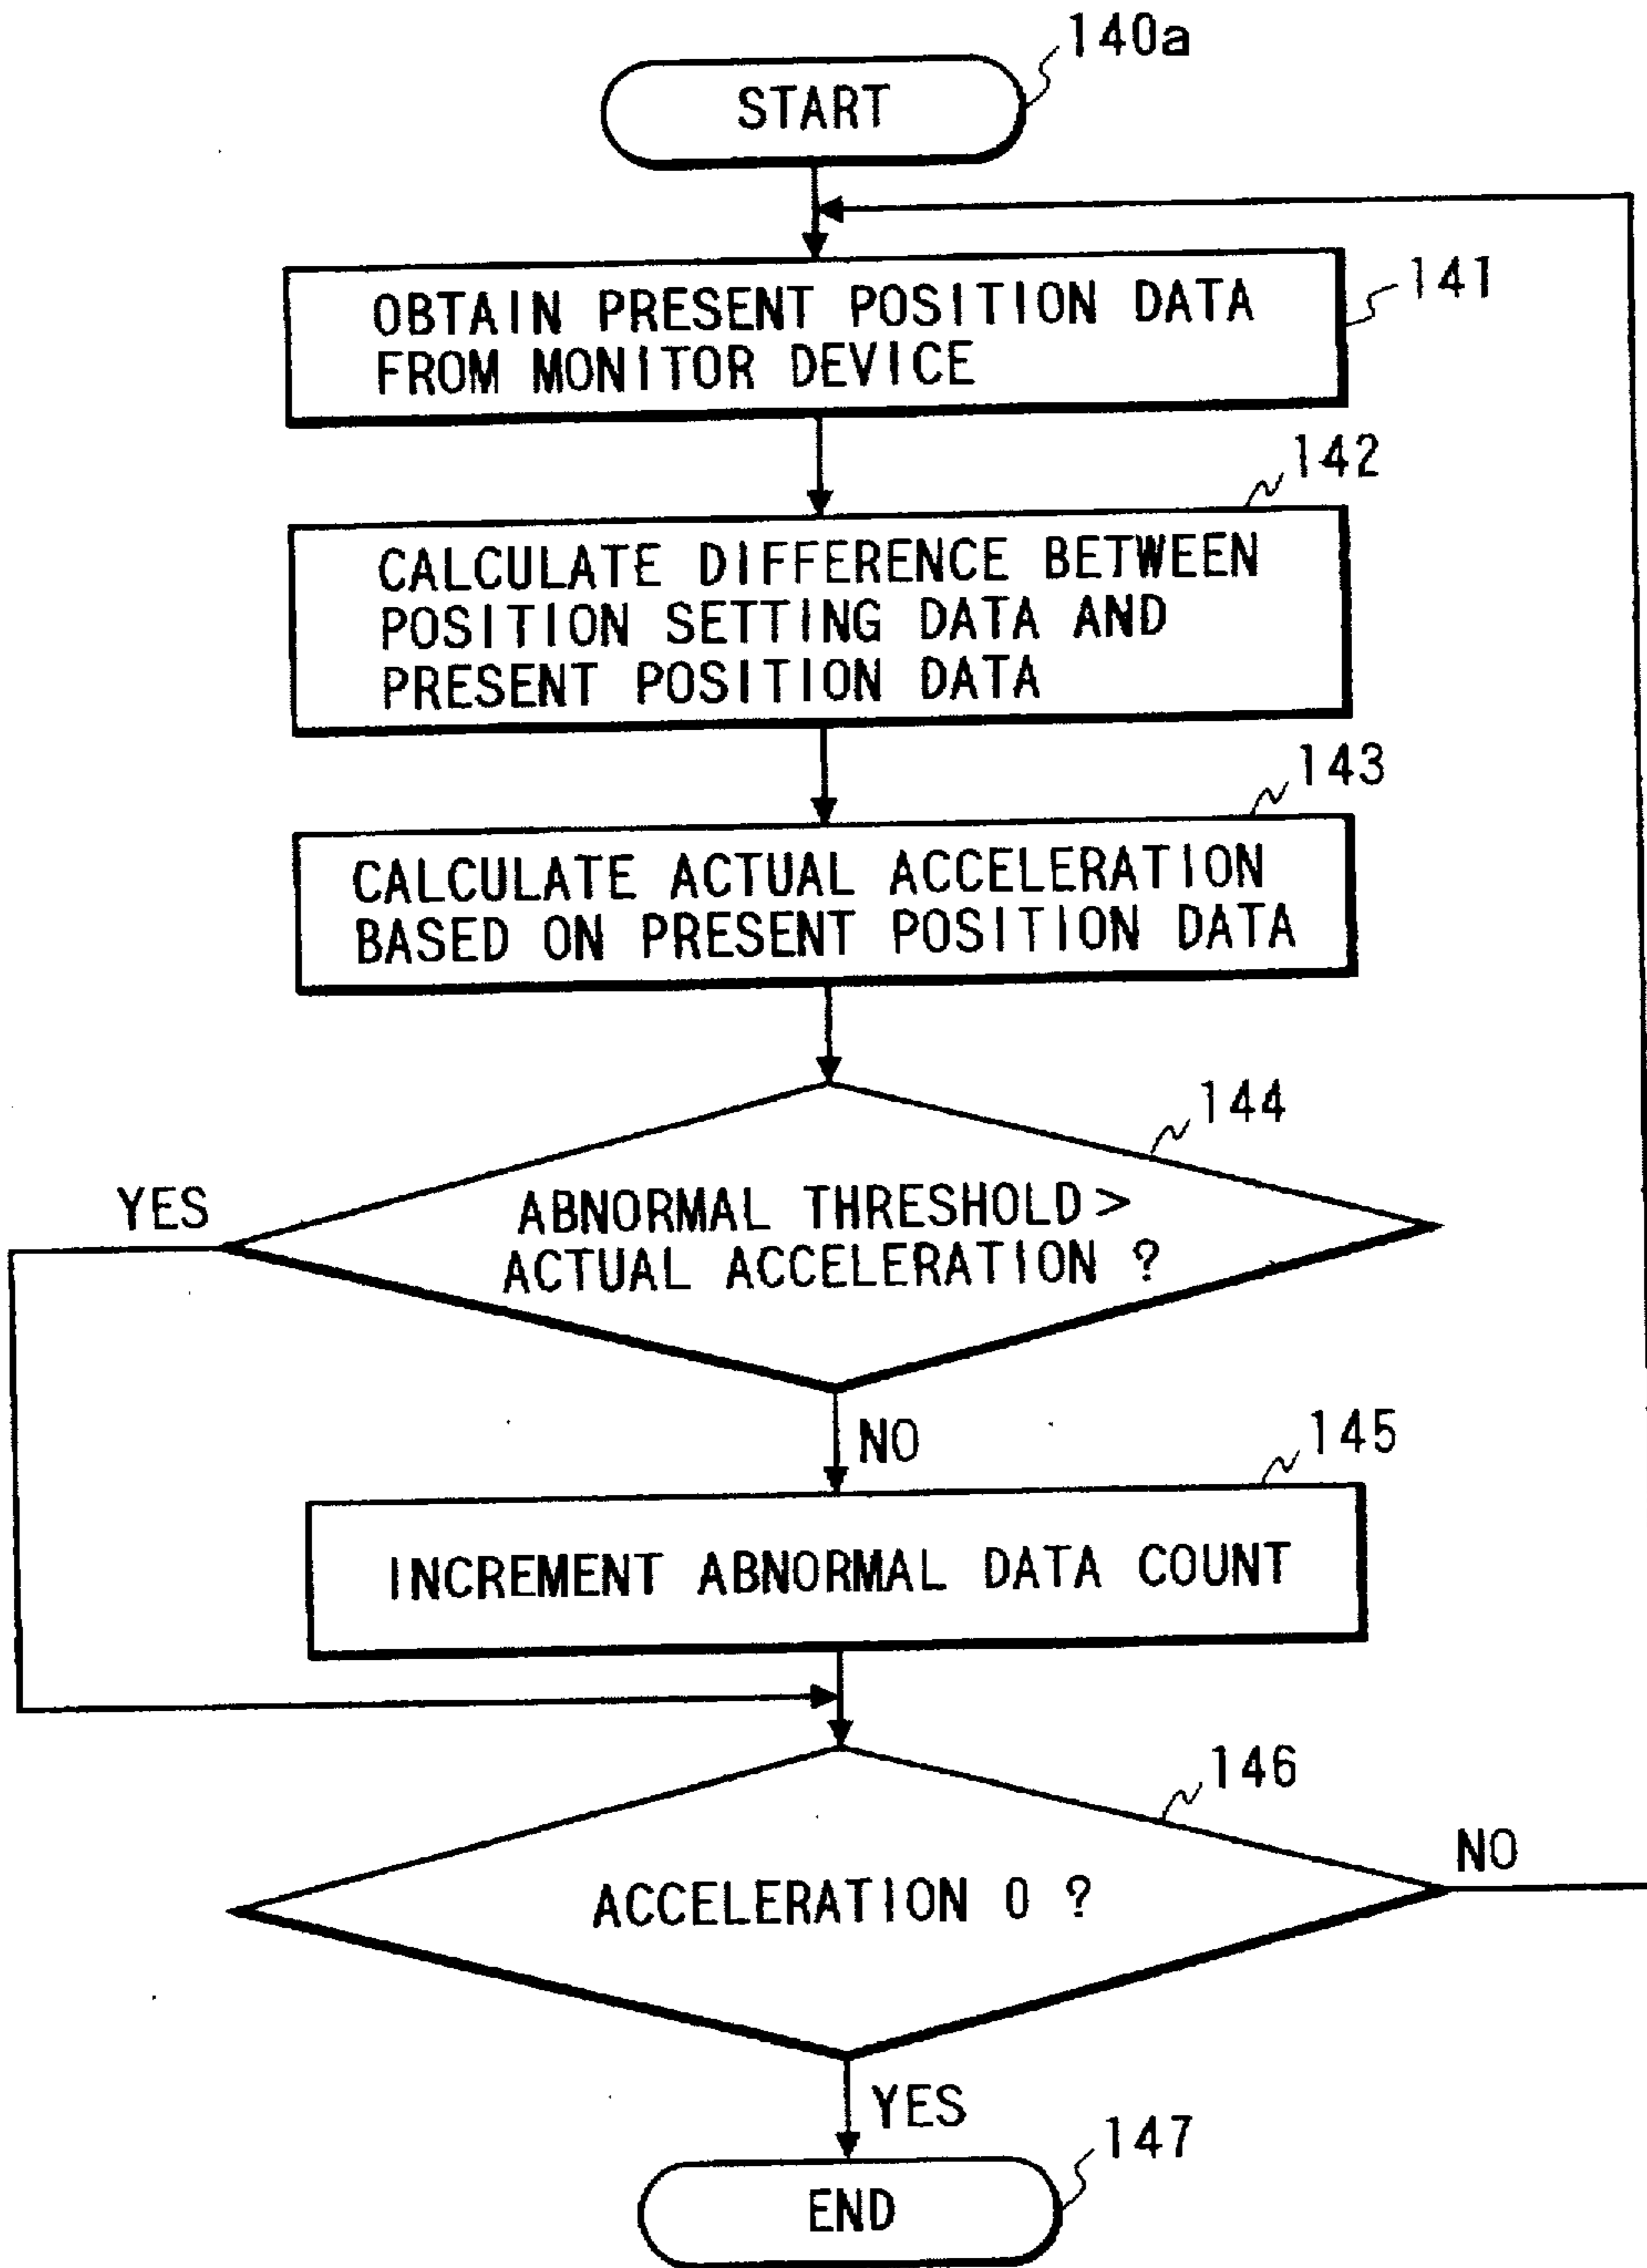 140a
START
141
OBTAIN PRESENT POSITION DATA
FROM MONITOR DEVICE
142
CALCULATE DIFFERENCE BETWEEN
POSITION SETTING DATA AND
PRESENT POSITION DATA
143
CALCULATE ACTUAL ACCELERATION
BASED ON PRESENT POSITION DATA
144
YES
ABNORMAL THRESHOLD >
ACTUAL ACCELERATION ?
NO
145
INCREMENT ABNORMAL DATA COUNT
146
NO
ACCELERATION 0 ?
YES
147
END